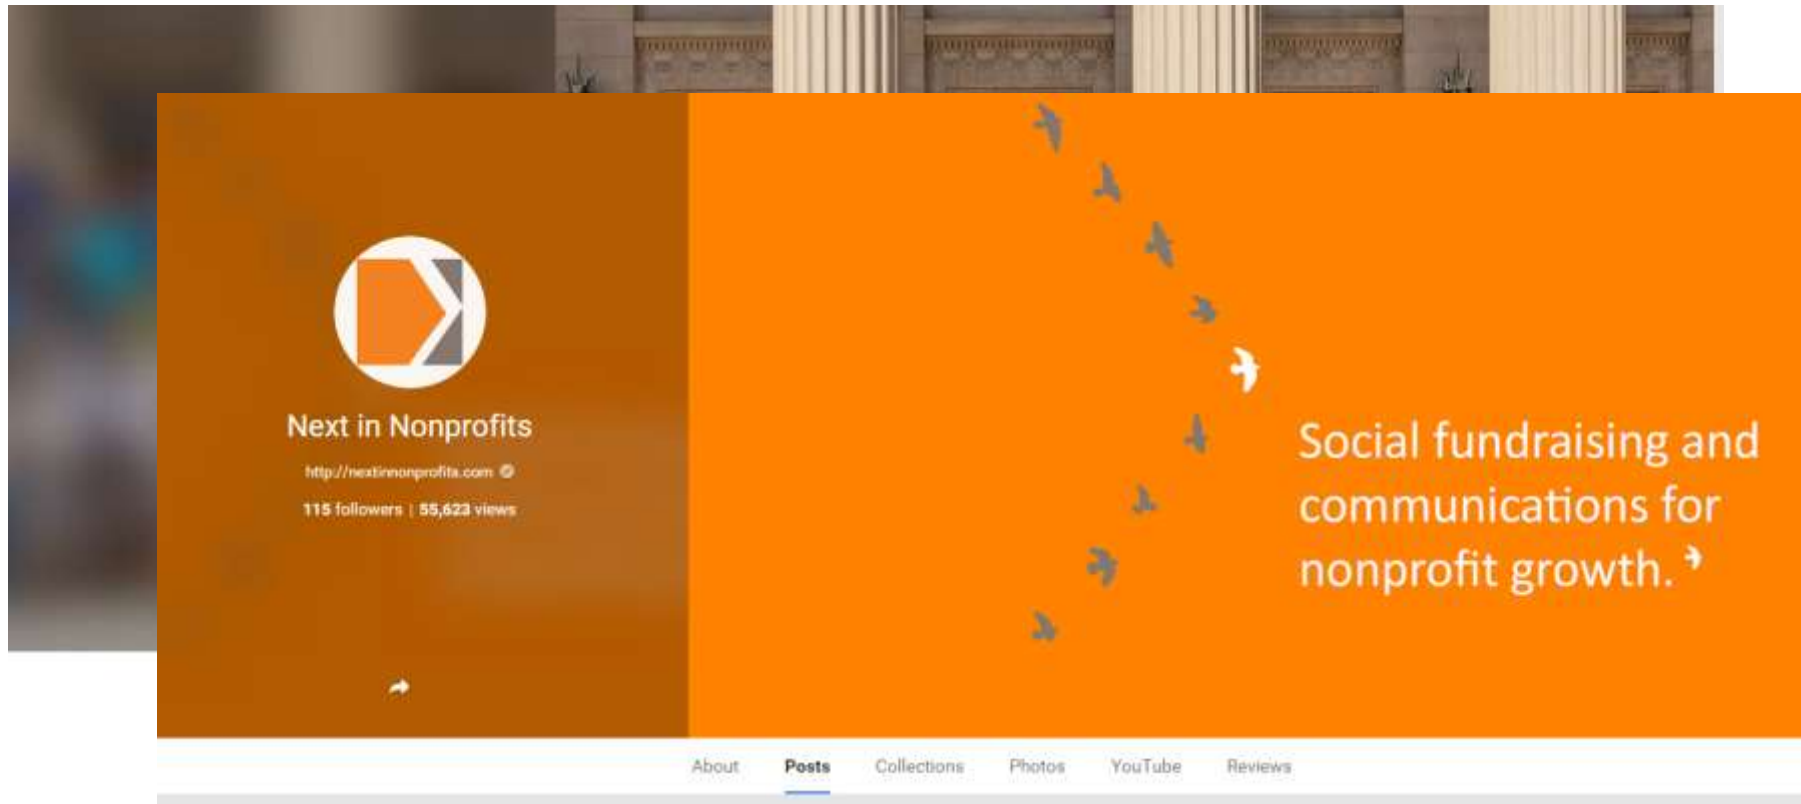 Next in Nonprofits
http://nextinnonprofits.com
115 followers | 55,623 views
Social fundraising and
communications for
nonprofit growth.
About Posts Collections Photos YouTube Reviews